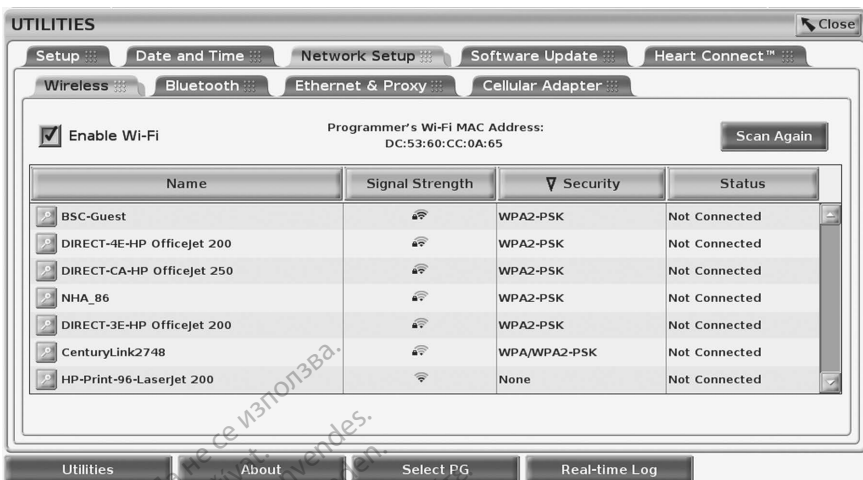 UTILITIES
Close
Setup
Date and Time
Network Setup
Software Update
Heart Connect™
Wireless
Bluetooth
Ethernet & Proxy
Cellular Adapter
Enable Wi-Fi
Programmer's Wi-Fi MAC Address:
DC:53:60:CC:0A:65
Scan Again
Name Signal Strength Security Status
BSC-Guest WPA2-PSK Not Connected
DIRECT-4E-HP OfficeJet 200 WPA2-PSK Not Connected
DIRECT-CA-HP OfficeJet 250 WPA2-PSK Not Connected
NHA_86 WPA2-PSK Not Connected
DIRECT-3E-HP OfficeJet 200 WPA2-PSK Not Connected
CenturyLink2748 WPA/WPA2-PSK Not Connected
HP-Print-96-LaserJet 200 None Not Connected
не се използва.
Utilities
About
Select PG
Real-time Log